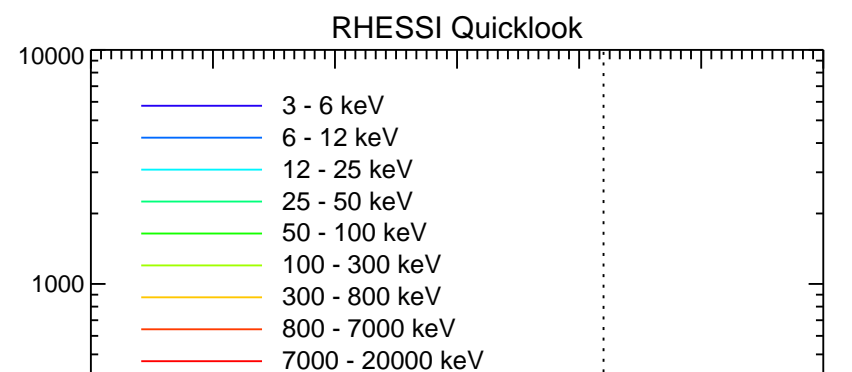 RHESSI Quicklook
10000
3 - 6 keV
6 - 12 keV
12 - 25 keV
25 - 50 keV
50 - 100 keV
100 - 300 keV
1000
300 - 800 keV
800 - 7000 keV
7000 - 20000 keV